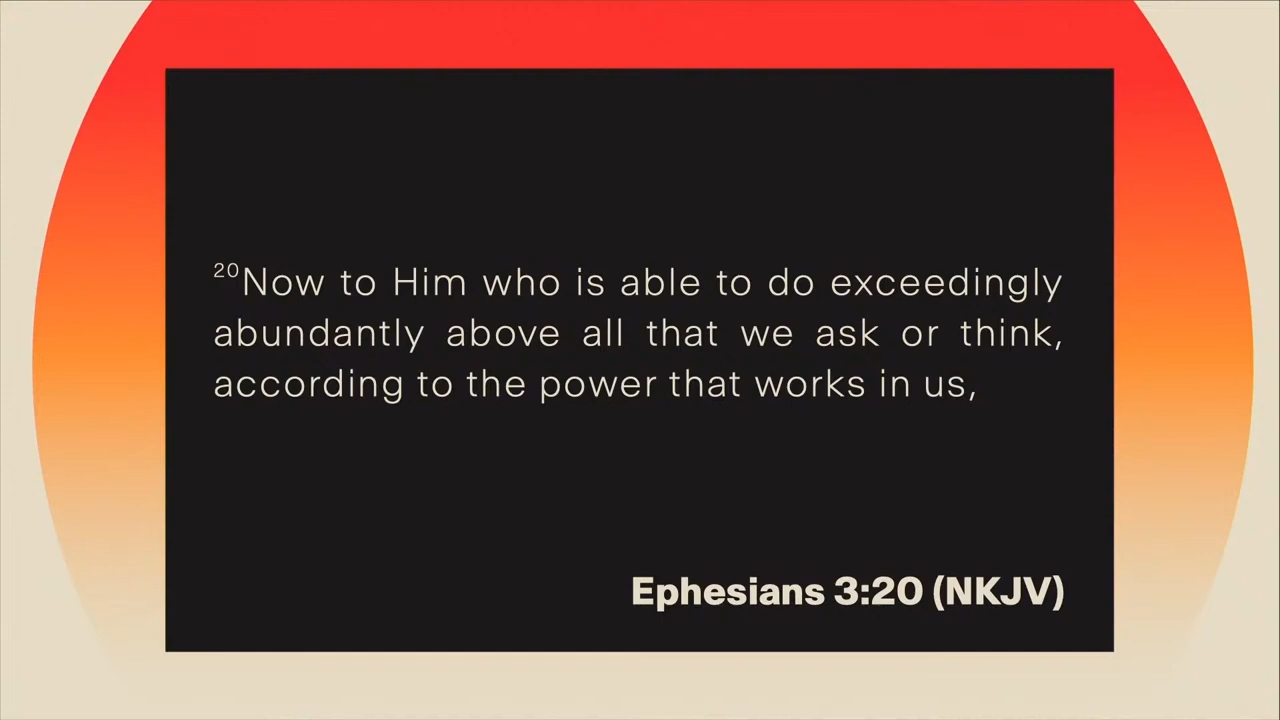 ²⁰Now to Him who is able to do exceedingly
abundantly above all that we ask or think,
according to the power that works in us,
Ephesians 3:20 (NKJV)